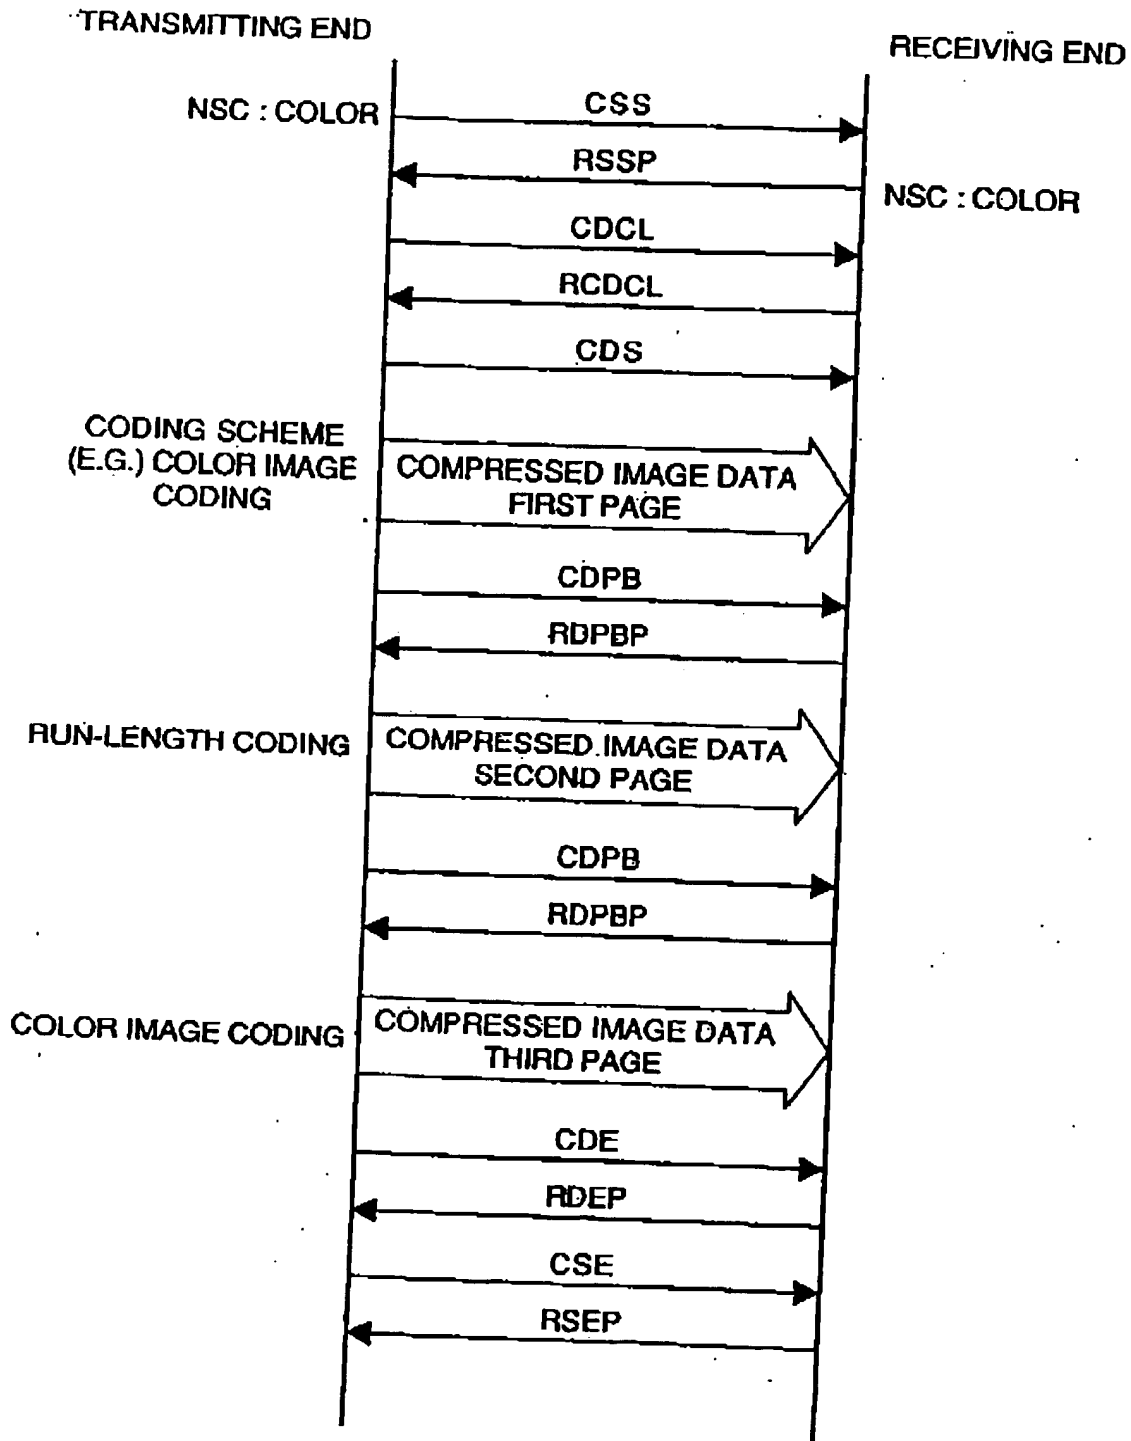 TRANSMITTING END
RECEIVING END
NSC : COLOR
CSS
RSSP
NSC : COLOR
CDCL
RCDCL
CDS
CODING SCHEME
(E.G.) COLOR IMAGE
CODING
COMPRESSED IMAGE DATA
FIRST PAGE
CDPB
RDPBP
RUN-LENGTH CODING
COMPRESSED IMAGE DATA
SECOND PAGE
CDPB
RDPBP
COLOR IMAGE CODING
COMPRESSED IMAGE DATA
THIRD PAGE
CDE
RDEP
CSE
RSEP